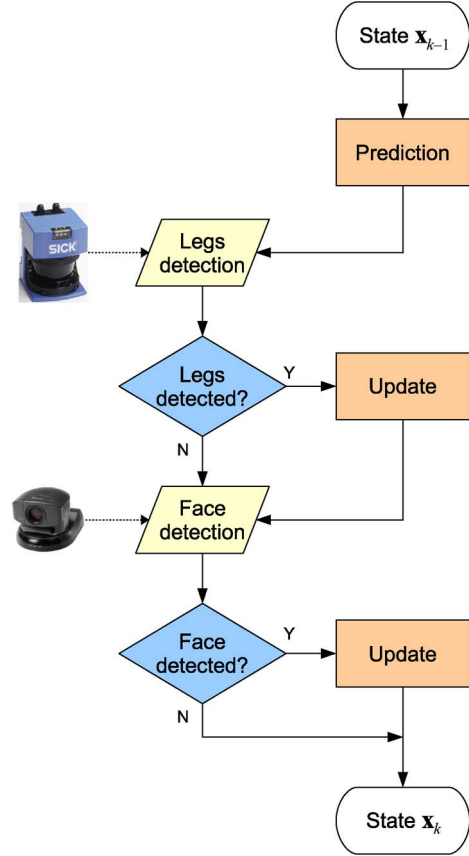 State x_{k-1}
Prediction
SICK
Legs
detection
Legs
detected?
Y
Update
N
Face
detection
Face
detected?
Y
Update
N
State x_k